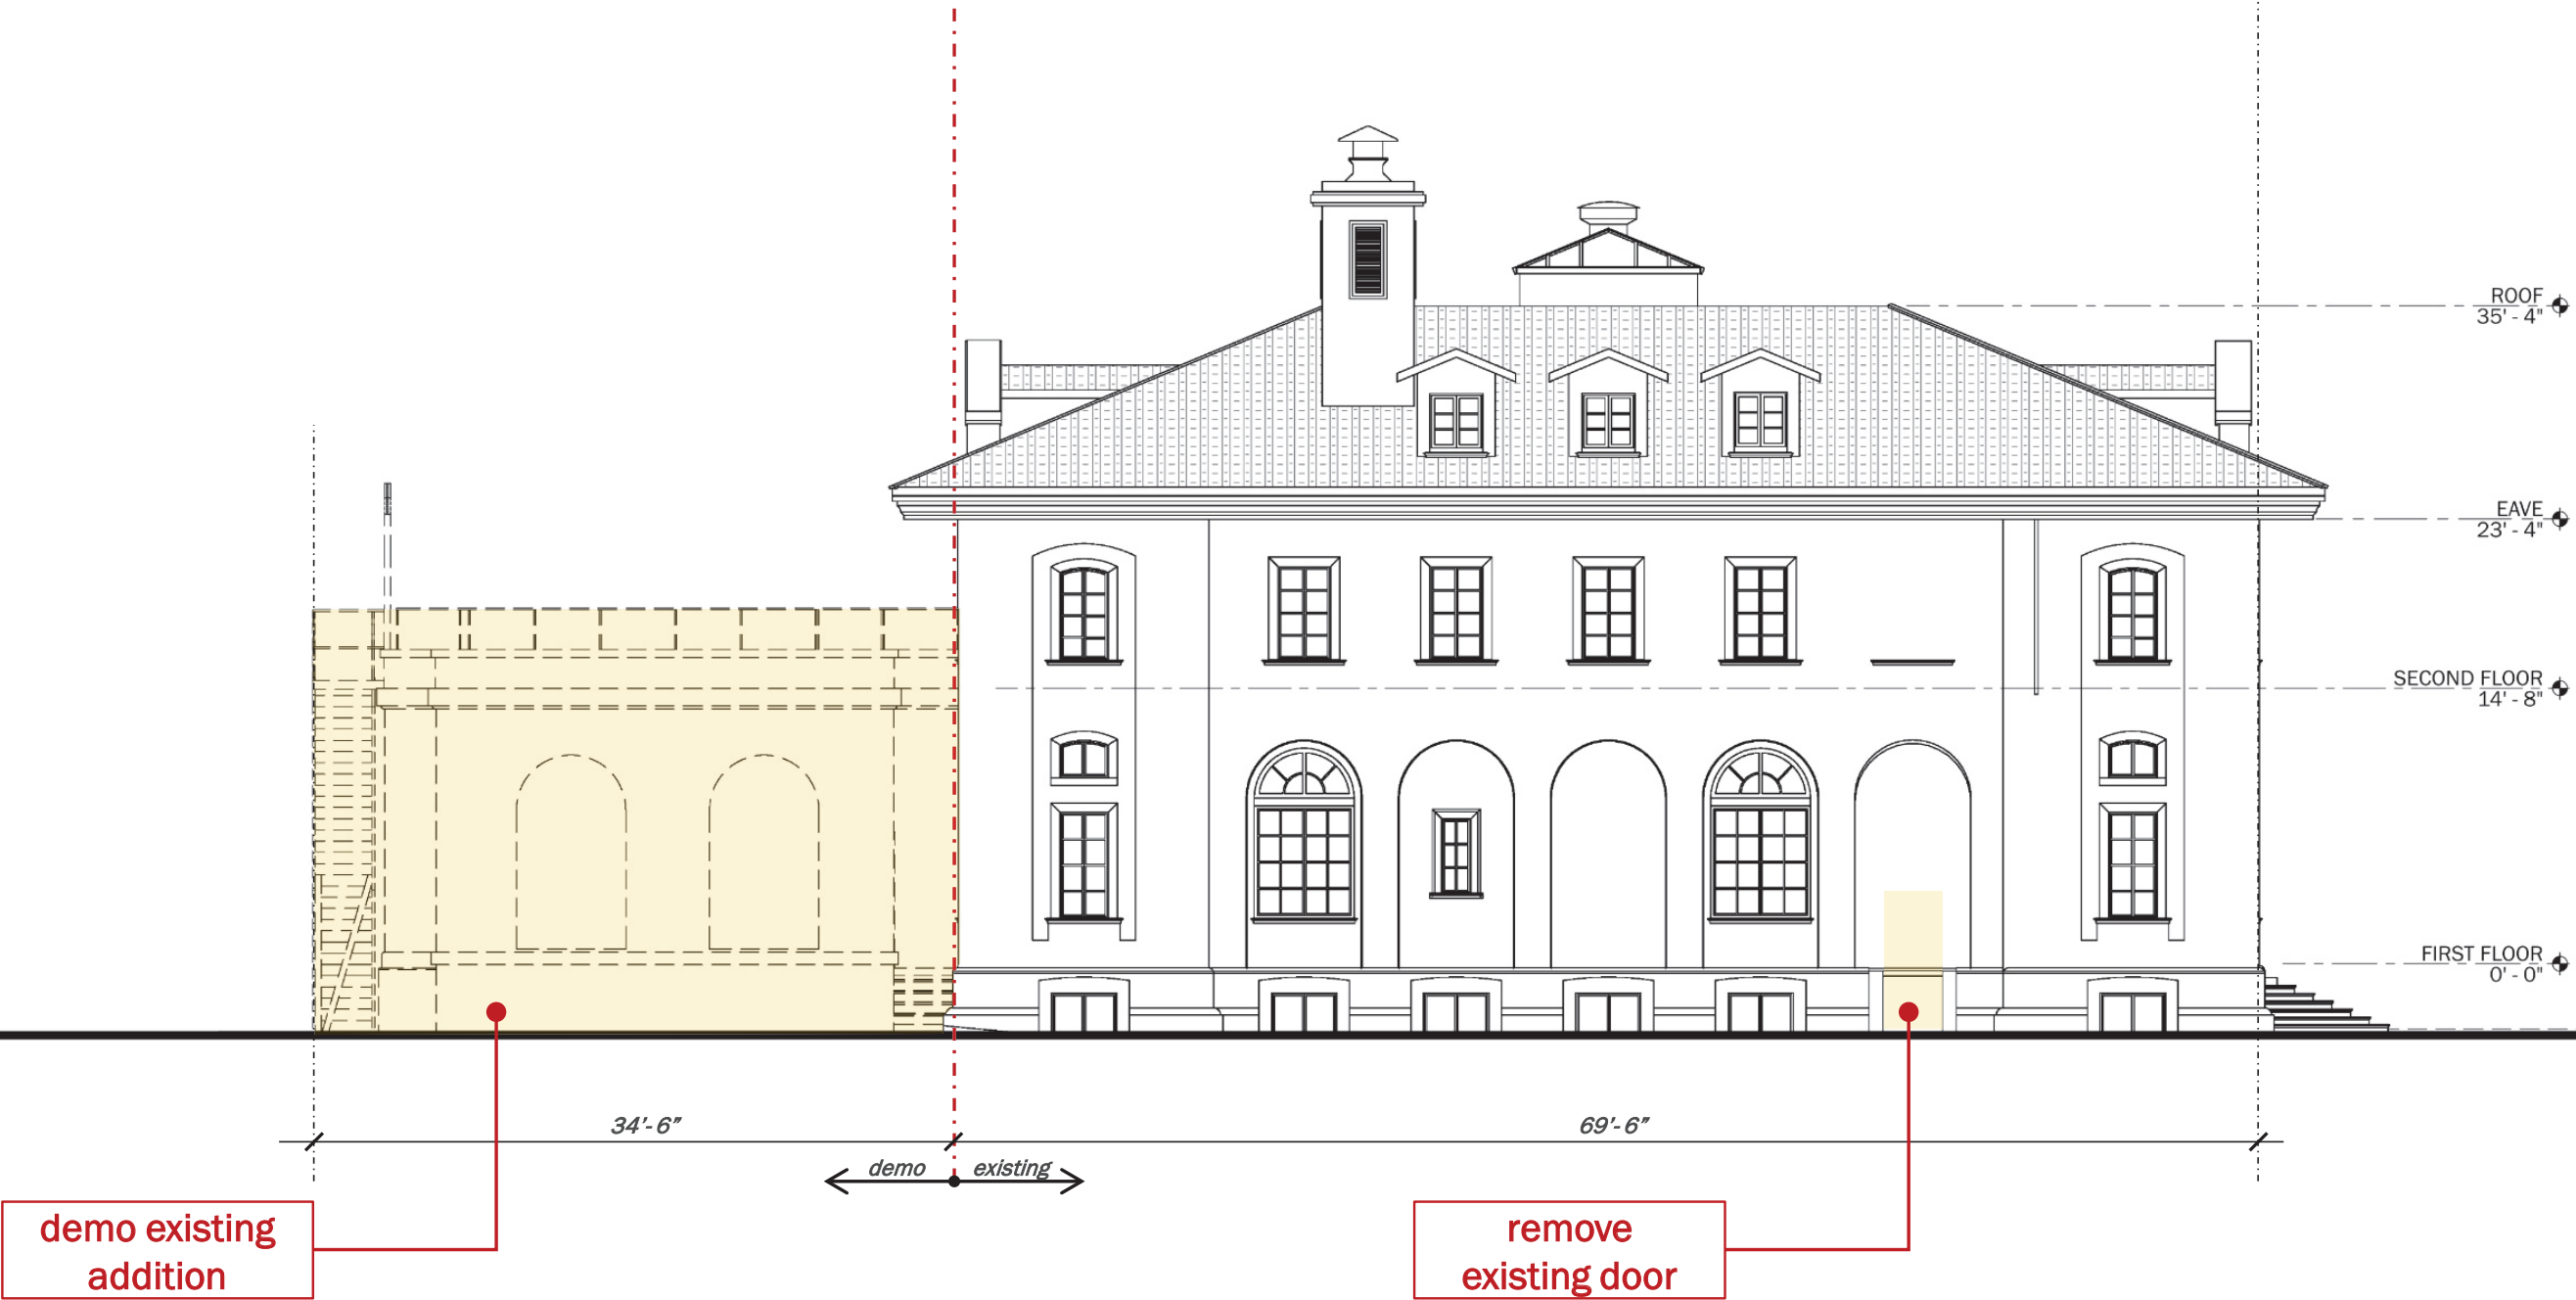 ROOF
35' - 4"
EAVE
23' - 4"
SECOND FLOOR
14' - 8"
FIRST FLOOR
0' - 0"
34'-6"
69'-6"
demo existing
demo existing
addition
remove
existing door